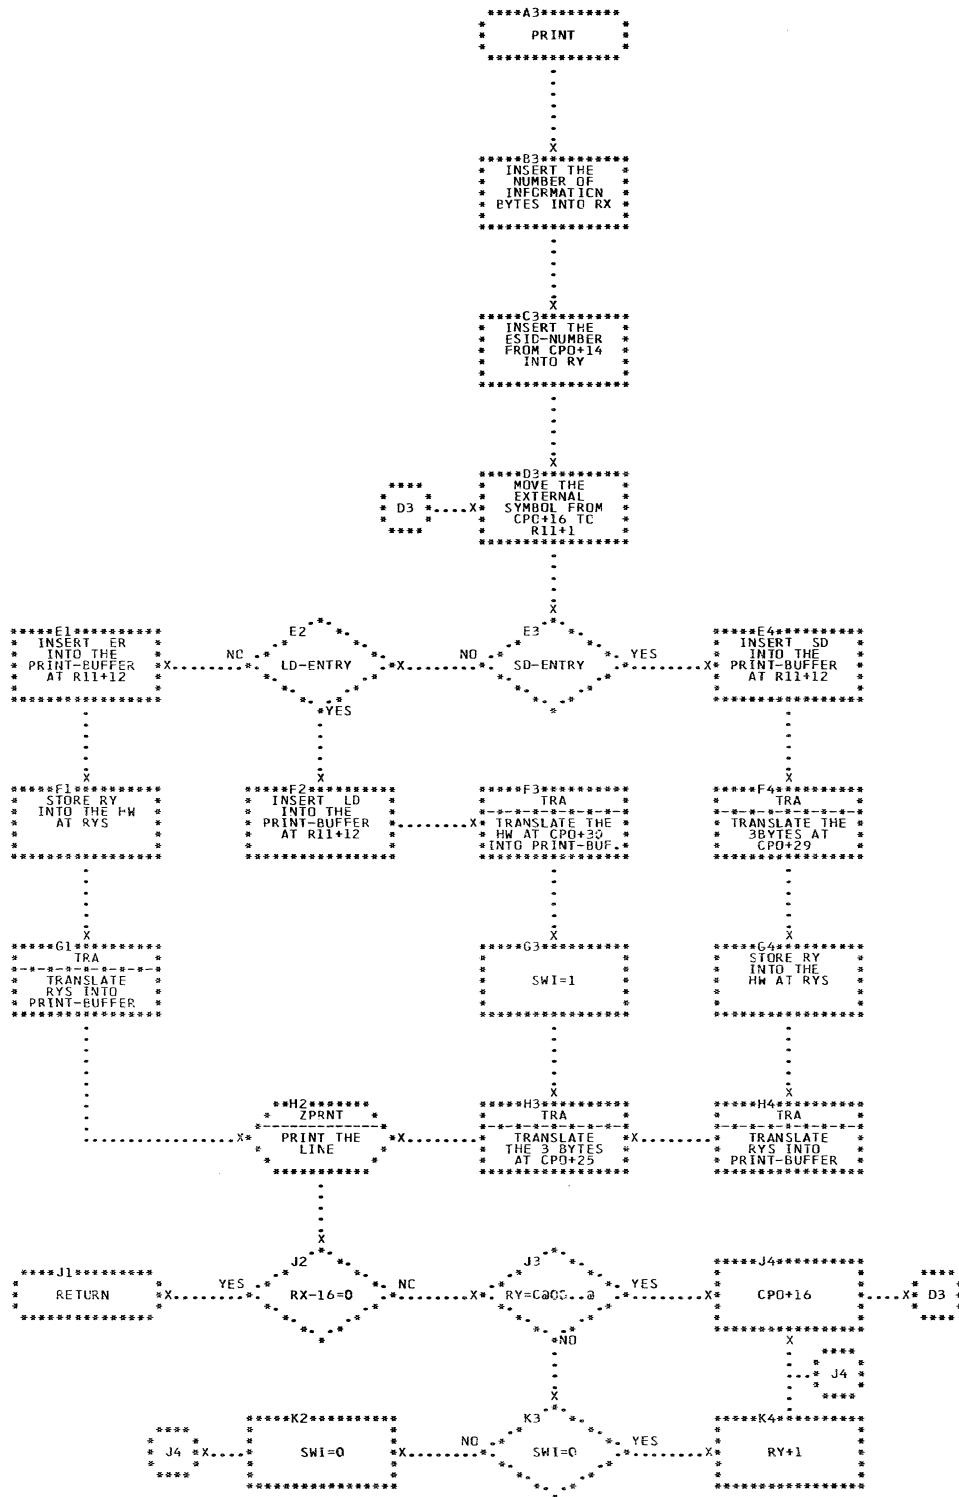 A3
PRINT
B3
INSERT THE
NUMBER OF
INFORMATION
BYTES INTO RX
C3
INSERT THE
ESID-NUMBER
FROM CPO+14
INTO RY
D3
D3
MOVE THE
EXTERNAL
SYMBOL FROM
CPO+16 TC
R11+1
E1
INSERT ER
INTO THE
PRINT-BUFFER
AT R11+12
NC
E2
LD-ENTRY
YES
NO
E3
SD-ENTRY
YES
E4
INSERT SD
INTO THE
PRINT-BUFFER
AT R11+12
F1
STORE RY
INTO THE HW
AT RYS
F2
INSERT LD
INTO THE
PRINT-BUFFER
AT R11+12
F3
TRA
TRANSLATE THE
HW AT CPO+30
INTO PRINT-BUF.
F4
TRA
TRANSLATE THE
3BYTES AT
CPO+29
G1
TRA
TRANSLATE
RYS INTO
PRINT-BUFFER
G3
SWI=1
G4
STORE RY
INTO THE
HW AT RYS
H2
ZPRNT
PRINT THE
LINE
H3
TRA
TRANSLATE
THE 3 BYTES
AT CPO+25
H4
TRA
TRANSLATE
RYS INTO
PRINT-BUFFER
J1
RETURN
YES
J2
RX-16=0
NC
J3
NO
YES
J4
CPO+16
D3
J4
J4
K2
SWI=0
NO
K3
SWI=0
YES
K4
RY+1